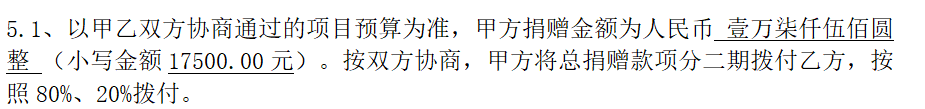 5.1、以甲乙双方协商通过的项目预算为准，甲方捐赠金额为人民币 壹万柒仟伍佰圆
整 （小写金额 17500.00 元）。按双方协商，甲方将总捐赠款项分二期拨付乙方，按
照 80%、20%拨付。